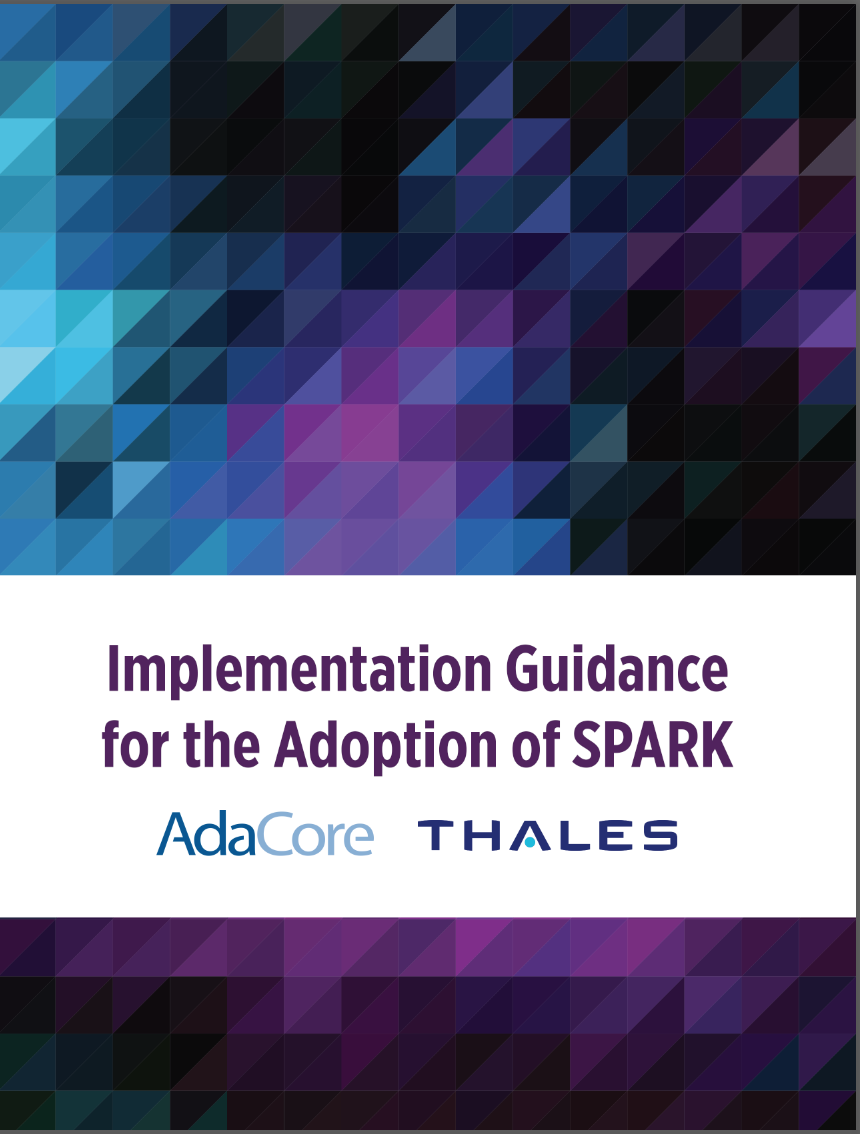 Implementation Guidance
for the Adoption of SPARK
AdaCore THALES